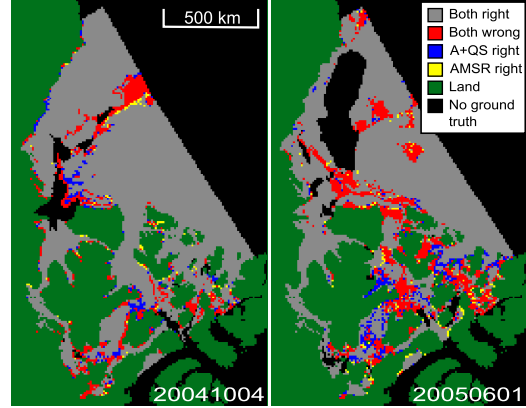 500 km
Both right
Both wrong
A+QS right
AMSR right
Land
No ground
truth
20041004
20050601